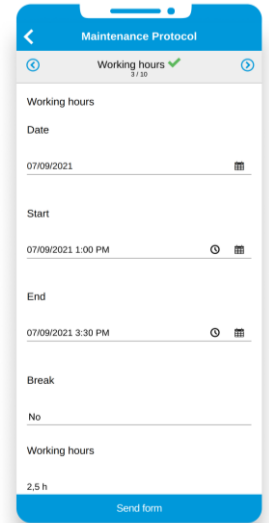 Maintenance Protocol
Working hours
3 / 10
Working hours
Date
07/09/2021
Start
07/09/2021 1:00 PM
End
07/09/2021 3:30 PM
Break
No
Working hours
2,5 h
Send form